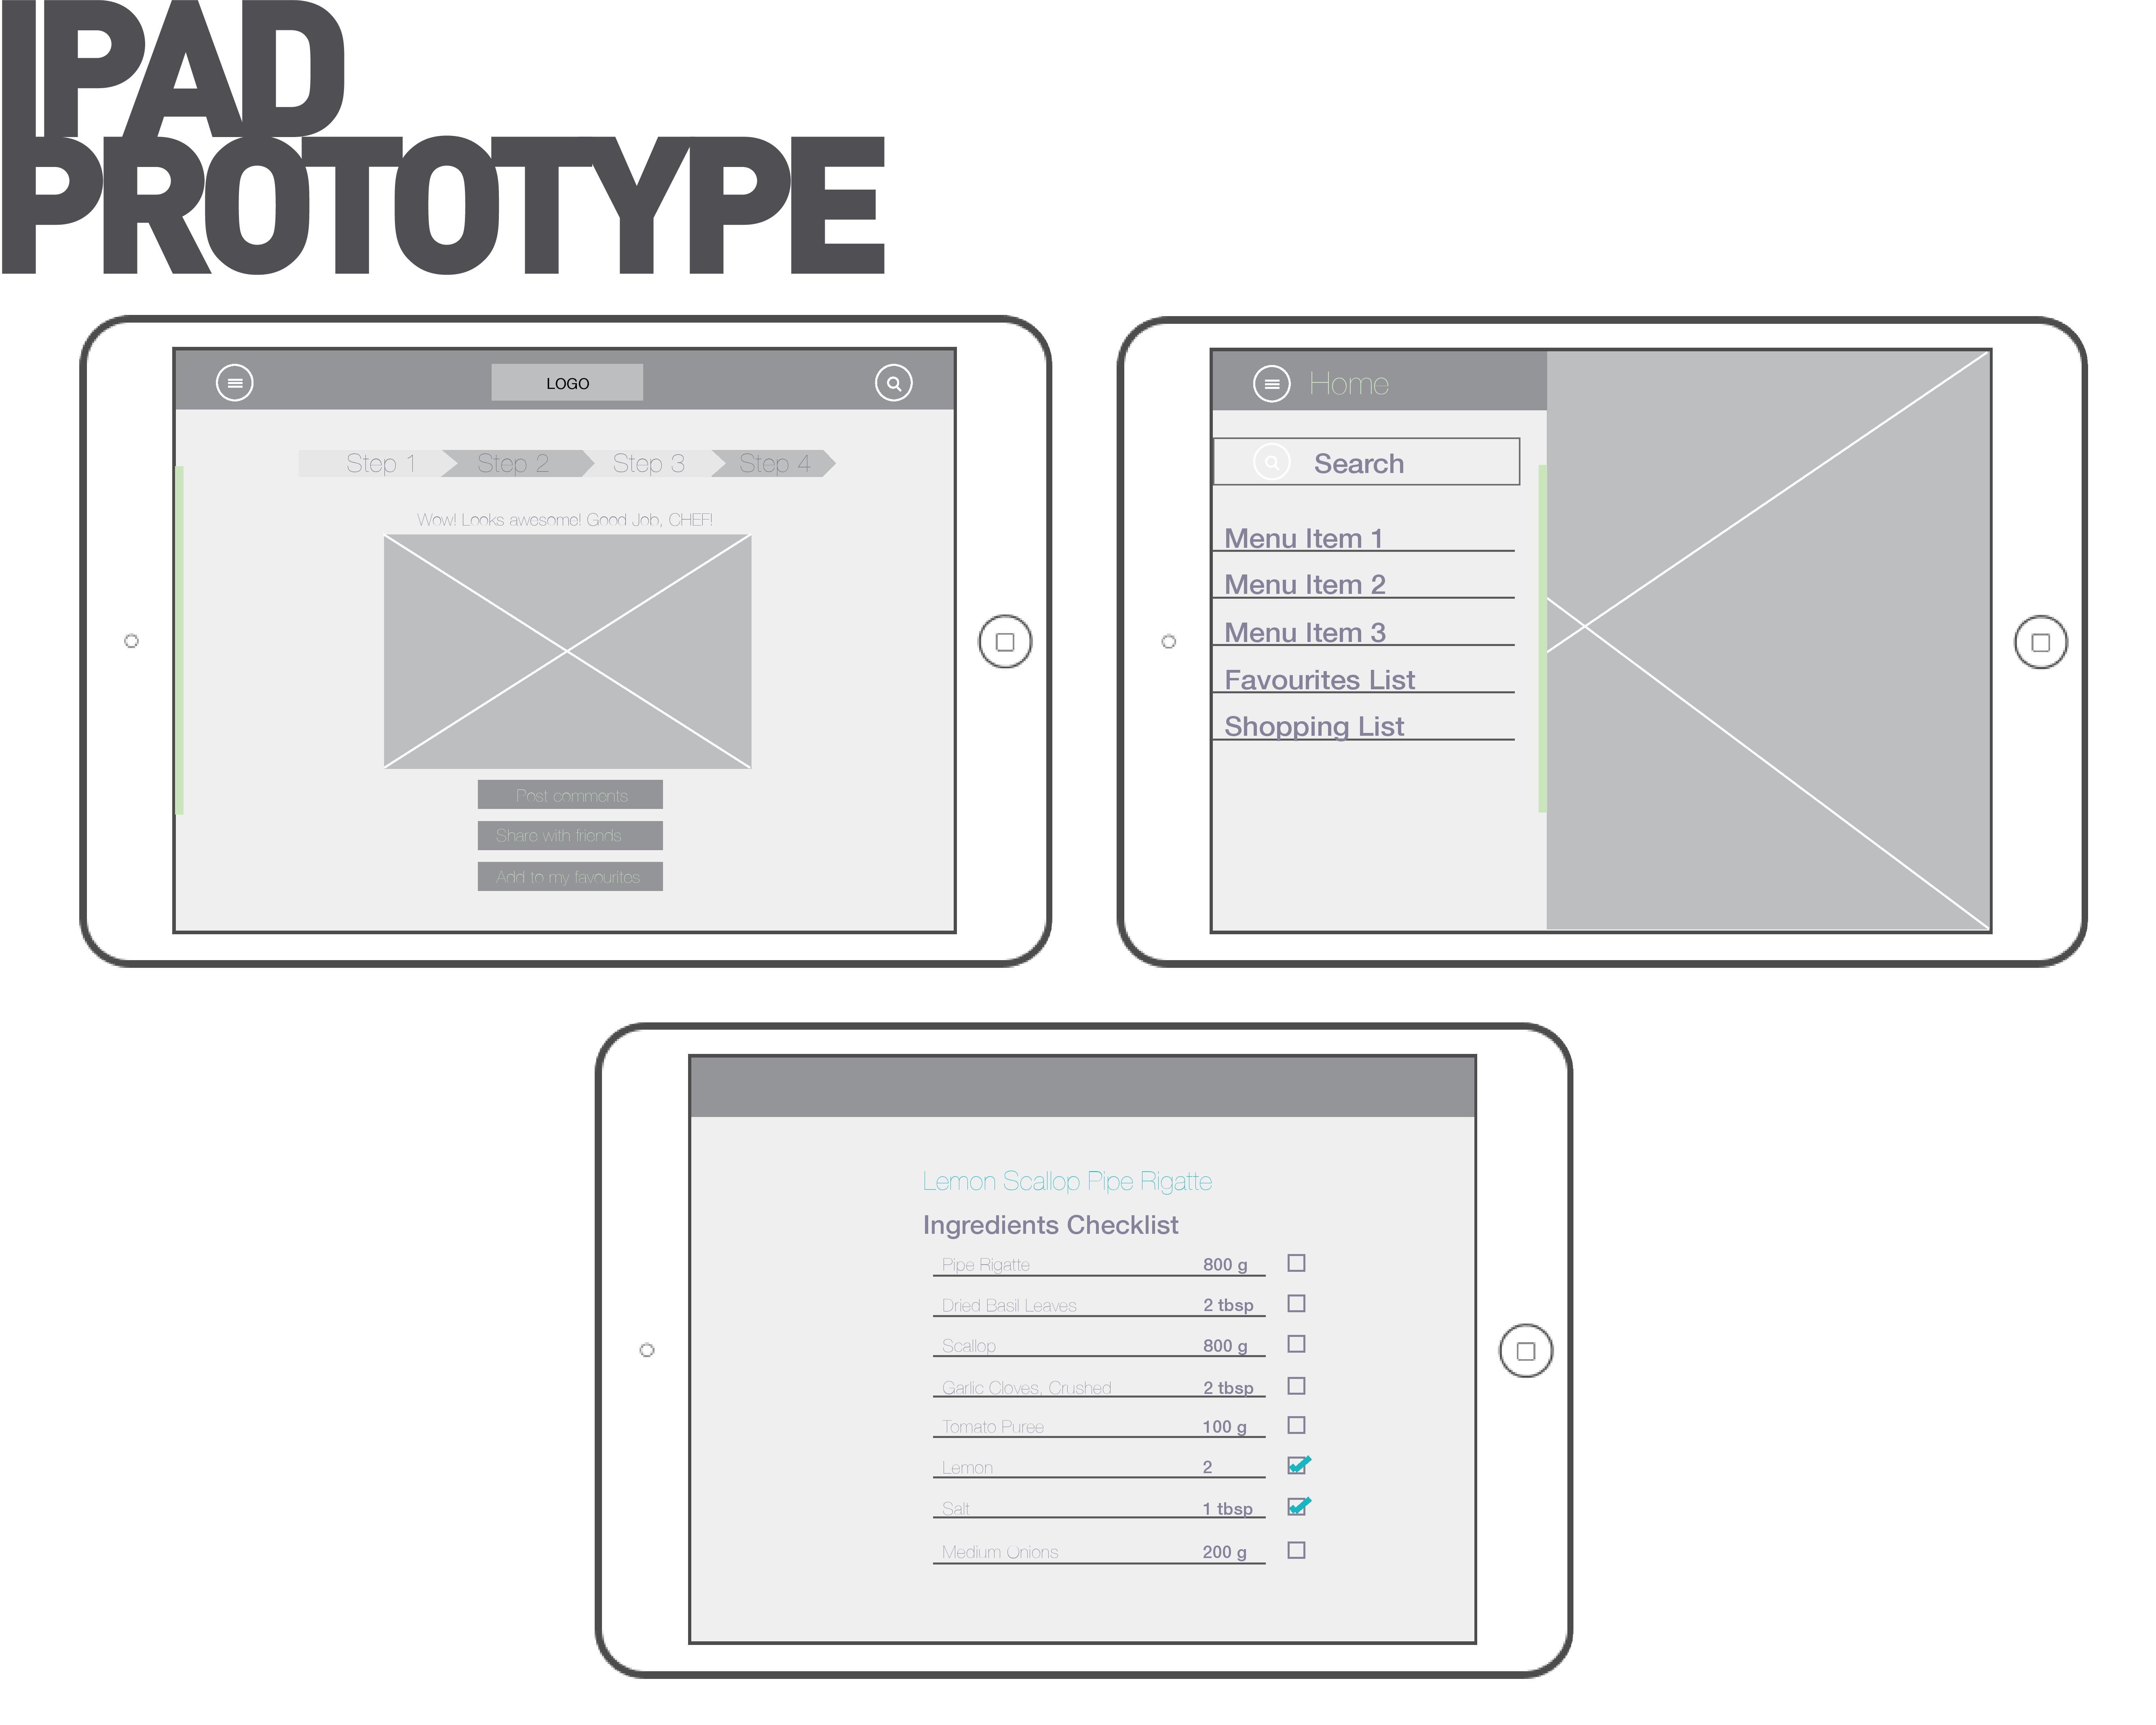 IPAD
PROTOTYPE
LOGO
Step 1 Step 2 Step 3 Step 4
Wow! Looks awesome! Good Job, CHEF!
Post comments
Share with friends
Add to my favourites
Home
Search
Menu Item 1
Menu Item 2
Menu Item 3
Favourites List
Shopping List
Lemon Scallop Pipe Rigatte
Ingredients Checklist
Pipe Rigatte 800 g
Dried Basil Leaves 2 tbsp
Scallop 800 g
Garlic Cloves, Crushed 2 tbsp
Tomato Puree 100 g
Lemon 2
Salt 1 tbsp
Medium Onions 200 g